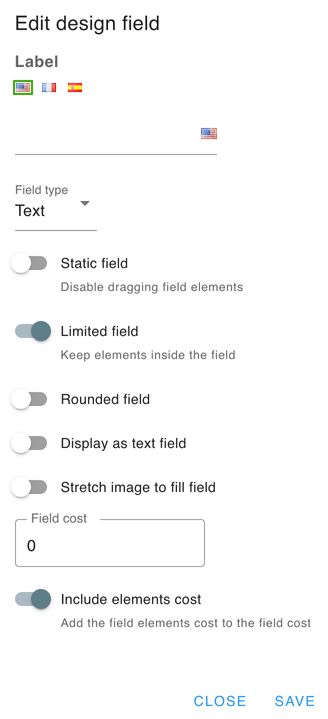 Edit design field
Label
Field type
Text
Static field
Disable dragging field elements
Limited field
Keep elements inside the field
Rounded field
Display as text field
Stretch image to fill field
Field cost
0
Include elements cost
Add the field elements cost to the field cost
CLOSE SAVE